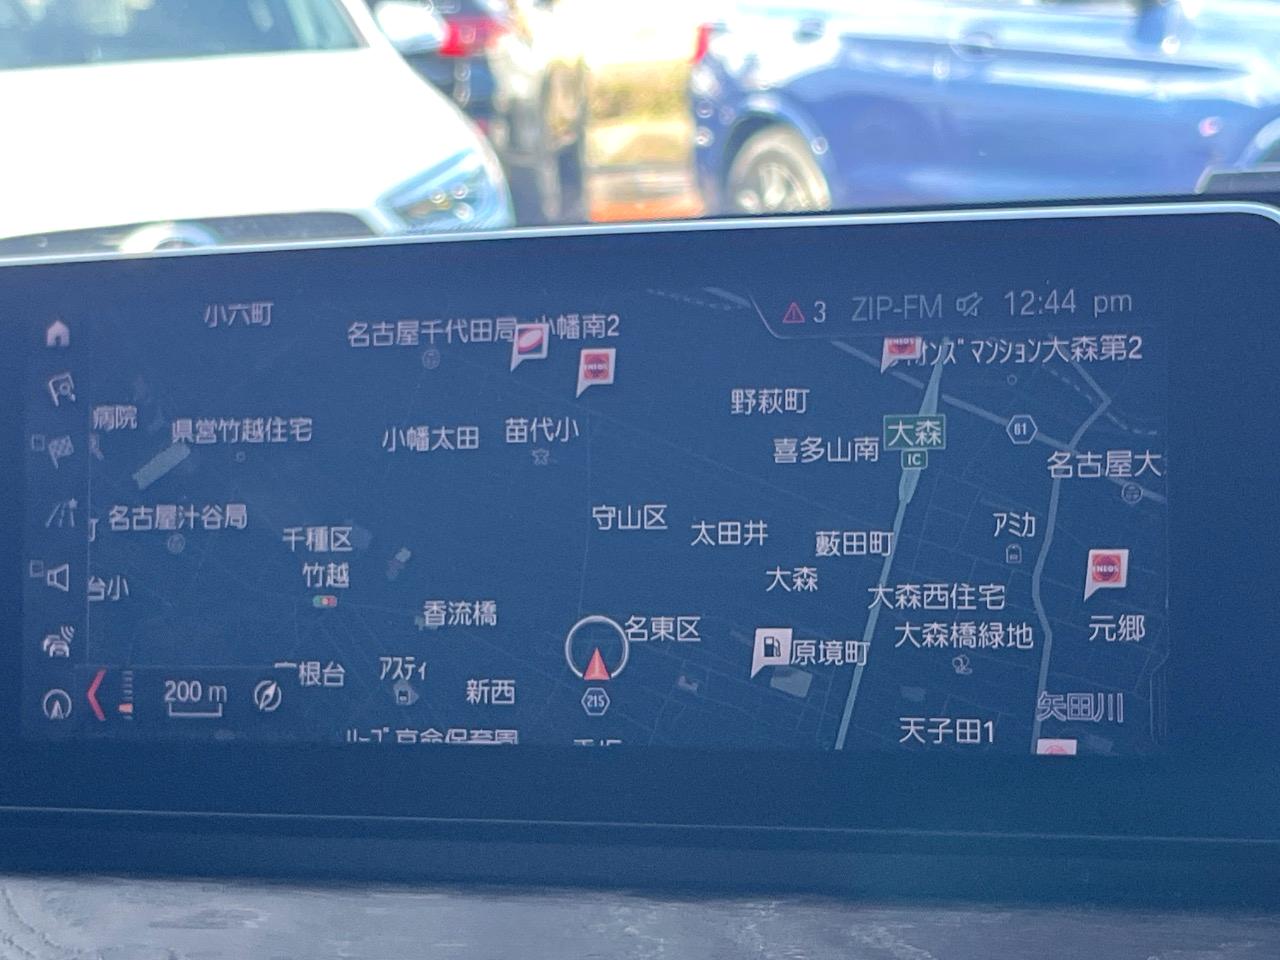 小六町
名古屋千代田局
小幡南2
3
ZIP-FM
12:44 pm
ENEOS
ENEOS
マンション大森第2
病院
県営竹越住宅
小幡太田
苗代小
野萩町
喜多山南
大森
IC
61
名古屋大
名古屋汁谷局
千種区
竹越
守山区
太田井
藪田町
アミカ
ENEOS
台小
大森
大森西住宅
香流橋
名東区
原境町
大森橋緑地
元郷
根台
アスティ
新西
200 m
215
天子田1
矢田川